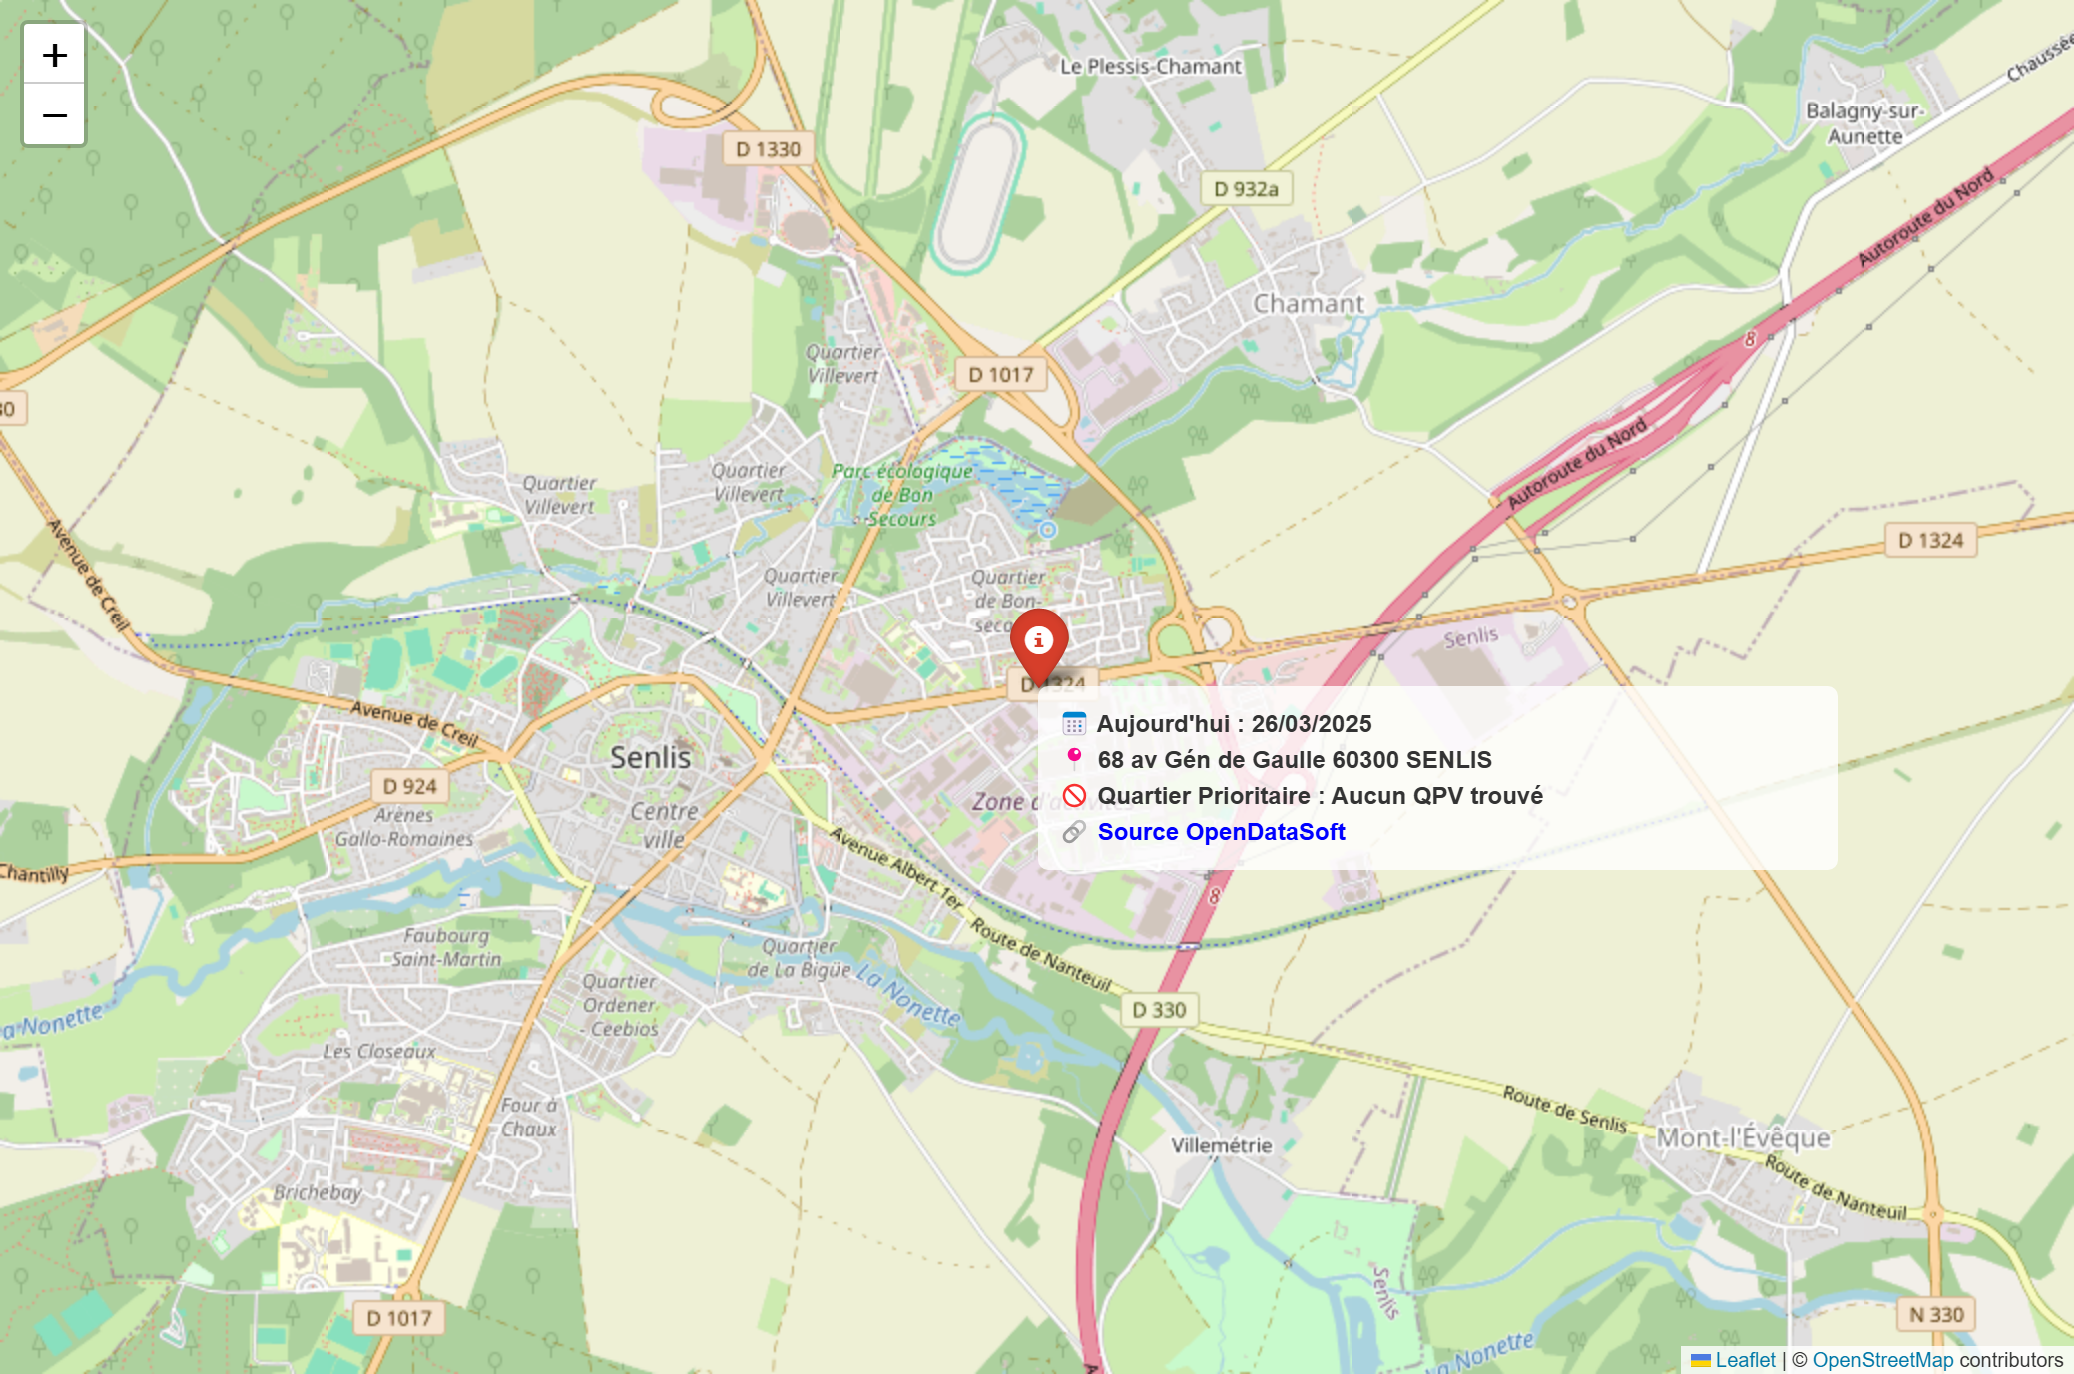 +
−
Le Plessis-Chamant
Chaussée
Balagny-sur-
Aunette
D 1330
D 932a
Autoroute du Nord
Chamant
8
Quartier
Villevert
D 1017
30
Autoroute du Nord
Quartier
Villevert
Quartier
Villevert
Parc écologique
de Bon
Secours
D 1324
Avenue de Creil
Quartier
Villevert
Quartier
de Bon-
Senlis
D 1324
Avenue de Creil
Senlis
D 924
Arènes
Gallo-Romaines
Centre
ville
Zone d'activités
Aujourd'hui : 26/03/2025
68 av Gén de Gaulle 60300 SENLIS
Quartier Prioritaire : Aucun QPV trouvé
Source OpenDataSoft
Chantilly
Avenue Albert 1er
8
Faubourg
Saint-Martin
Quartier
de La Bigüe
La Nonette
Route de Nanteuil
Quartier
Ordener
- Ceebios
D 330
a Nonette
Les Closeaux
Four à
Chaux
Route de Senlis
Villemétrie
Mont-l'Évêque
Route de Nanteuil
Brichebay
Senlis
D 1017
N 330
La Nonette
Leaflet | © OpenStreetMap contributors